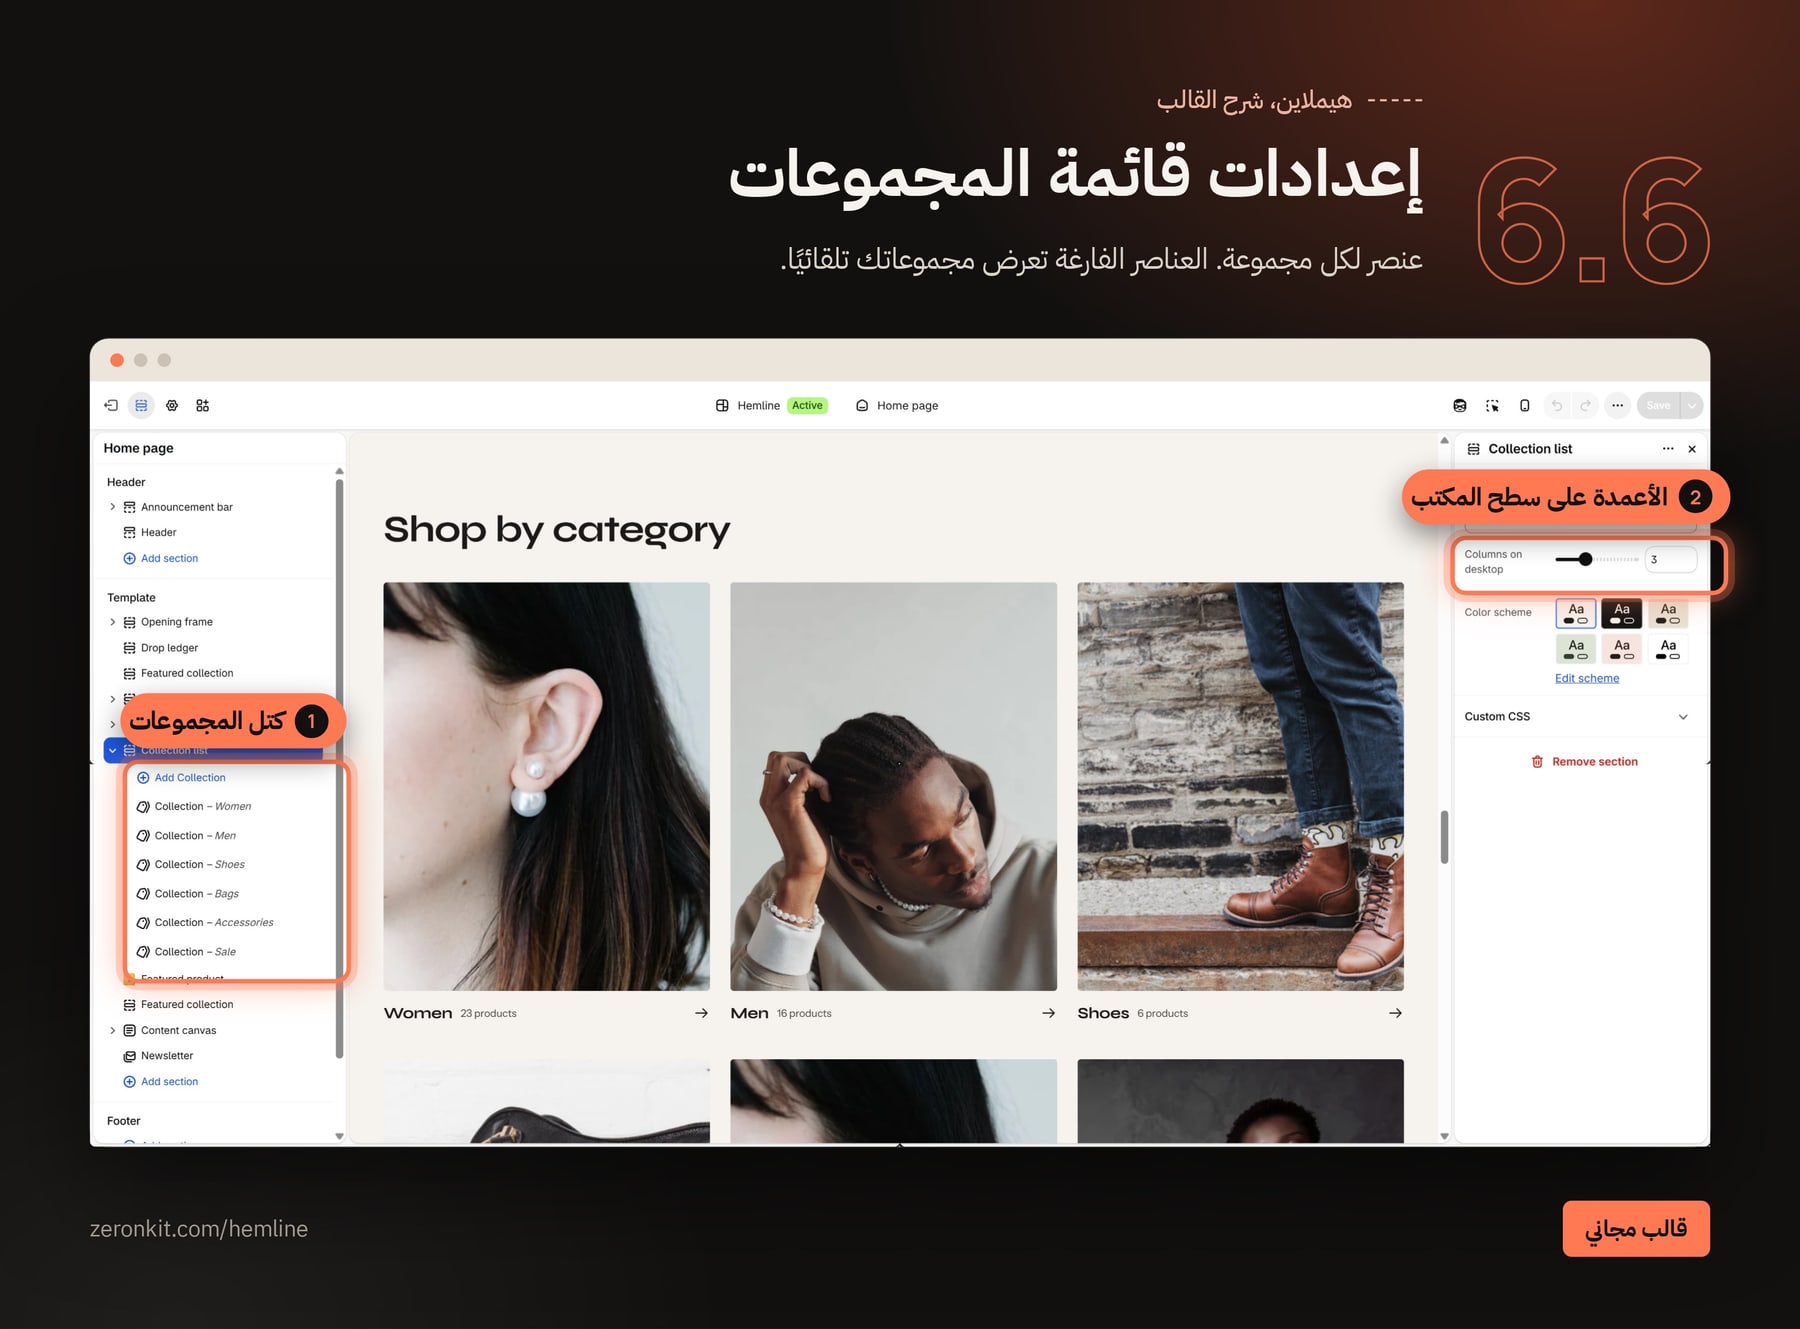 ----- هيملاين، شرح القالب
6.6
إعدادات قائمة المجموعات
عنصر لكل مجموعة. العناصر الفارغة تعرض مجموعاتك تلقائيًا.
Hemline Active Home page
Save
Home page
Header
Announcement bar
Header
Add section
Template
Opening frame
Drop ledger
Featured collection
1 كتل المجموعات
Collection list
Add Collection
Collection – Women
Collection – Men
Collection – Shoes
Collection – Bags
Collection – Accessories
Collection – Sale
Featured product
Featured collection
Content canvas
Newsletter
Add section
Footer
Shop by category
Women 23 products
Men 16 products
Shoes 6 products
Collection list
2 الأعمدة على سطح المكتب
Columns on desktop
3
Color scheme
Aa Aa Aa
Aa Aa Aa
Edit scheme
Custom CSS
Remove section
zeronkit.com/hemline
قالب مجاني